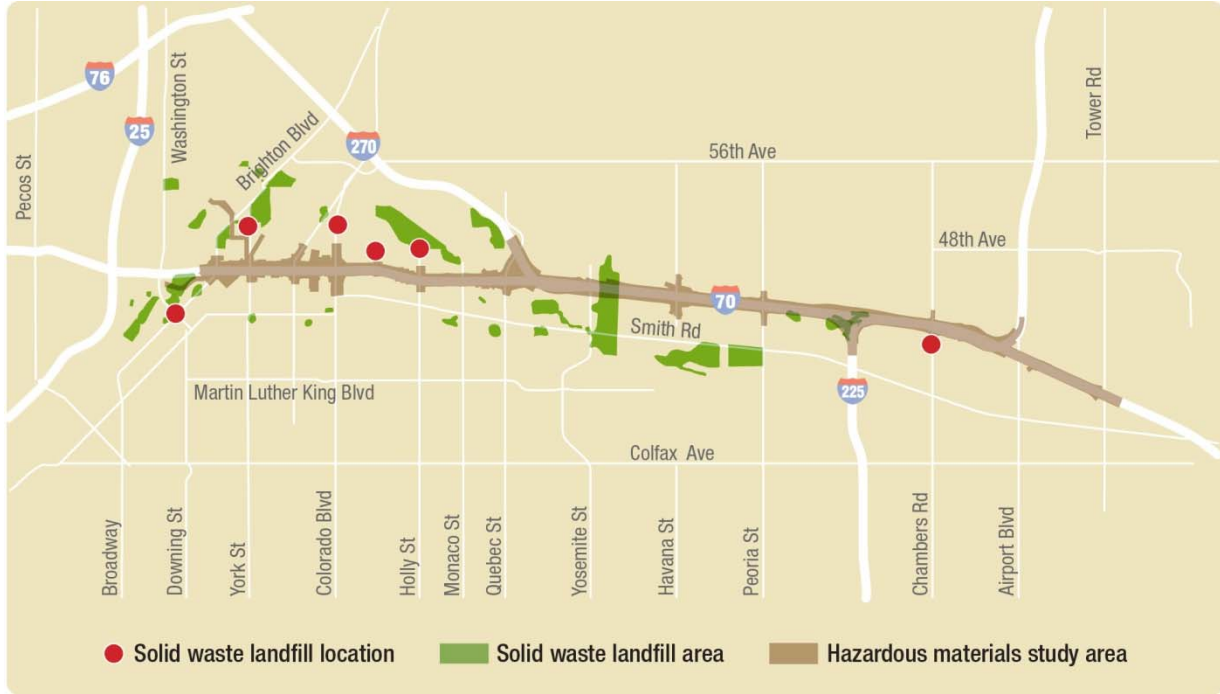 76
25
270
70
225
Pecos St
Washington St
Brighton Blvd
56th Ave
Tower Rd
48th Ave
Smith Rd
Martin Luther King Blvd
Colfax Ave
Broadway
Downing St
York St
Colorado Blvd
Holly St
Monaco St
Quebec St
Yosemite St
Havana St
Peoria St
Chambers Rd
Airport Blvd
Solid waste landfill location
Solid waste landfill area
Hazardous materials study area